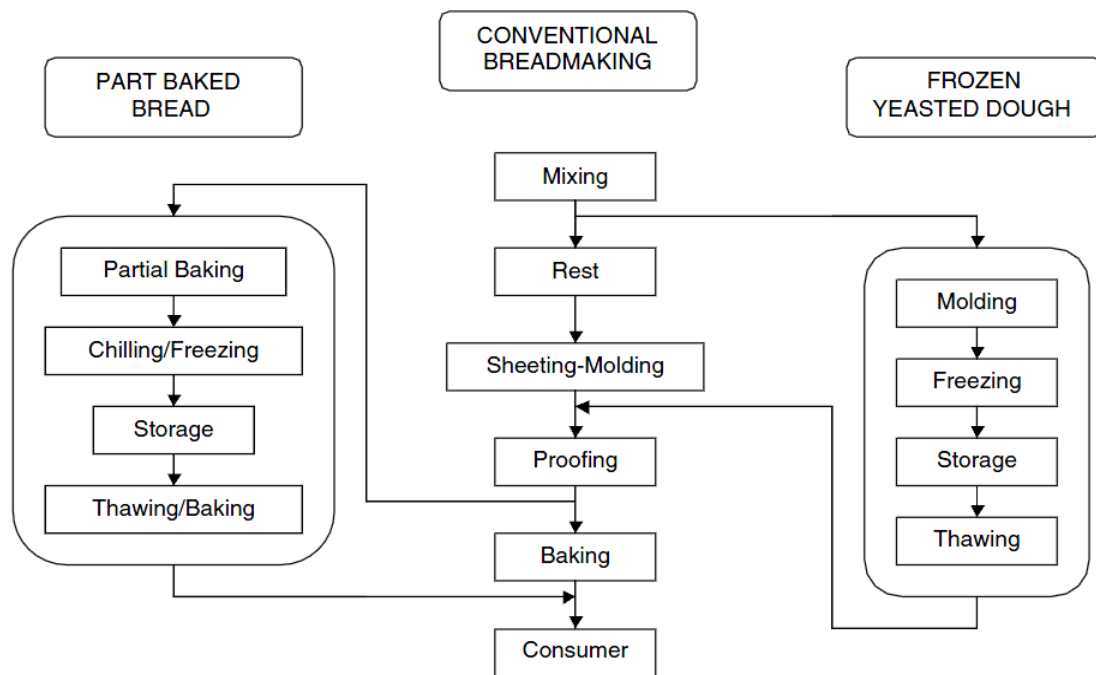 PART BAKED
BREAD
CONVENTIONAL
BREADMAKING
FROZEN
YEASTED DOUGH
Partial Baking
Chilling/Freezing
Storage
Thawing/Baking
Mixing
Rest
Sheeting-Molding
Proofing
Baking
Consumer
Molding
Freezing
Storage
Thawing